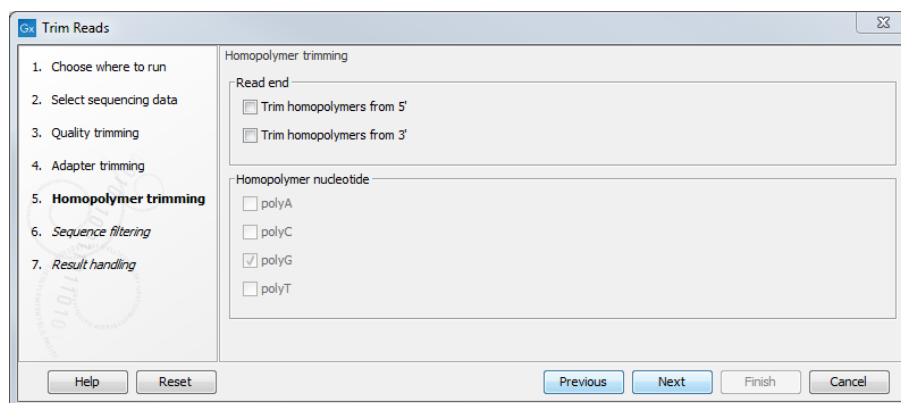 Gx Trim Reads
1. Choose where to run
2. Select sequencing data
3. Quality trimming
4. Adapter trimming
5. Homopolymer trimming
6. Sequence filtering
7. Result handling
Homopolymer trimming
Read end
Trim homopolymers from 5'
Trim homopolymers from 3'
Homopolymer nucleotide
polyA
polyC
polyG
polyT
Help Reset Previous Next Finish Cancel